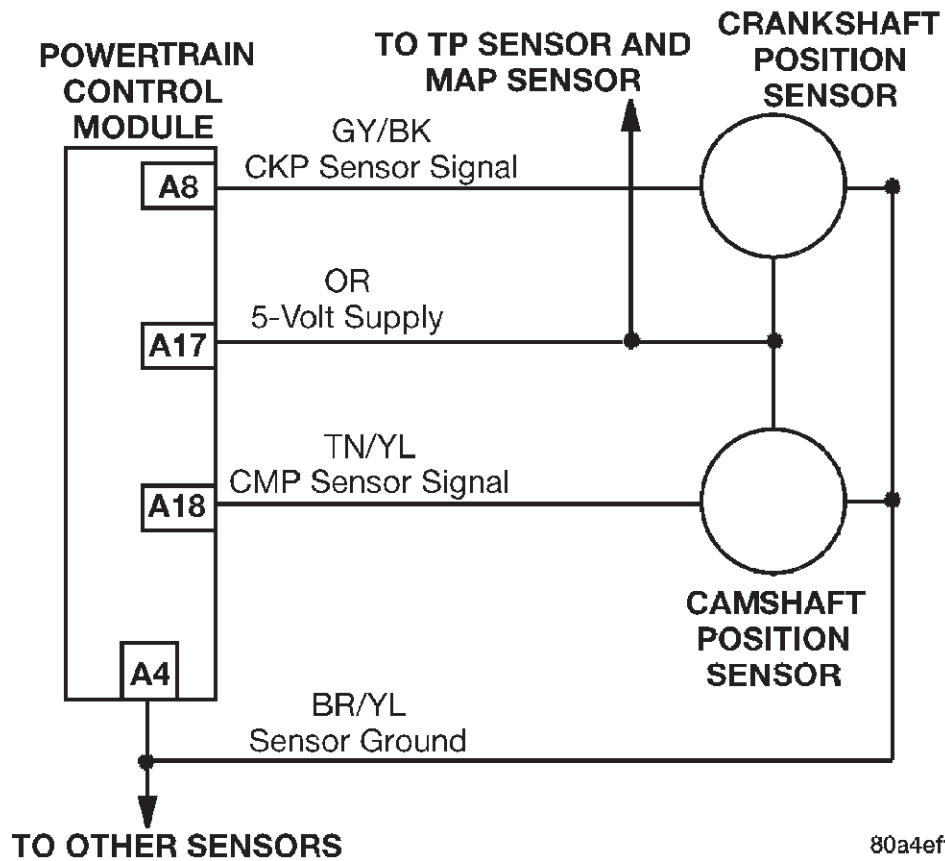 POWERTRAIN
CONTROL
MODULE
TO TP SENSOR AND
MAP SENSOR
CRANKSHAFT
POSITION
SENSOR
A8
GY/BK
CKP Sensor Signal
A17
OR
5-Volt Supply
A18
TN/YL
CMP Sensor Signal
CAMSHAFT
POSITION
SENSOR
A4
BR/YL
Sensor Ground
TO OTHER SENSORS